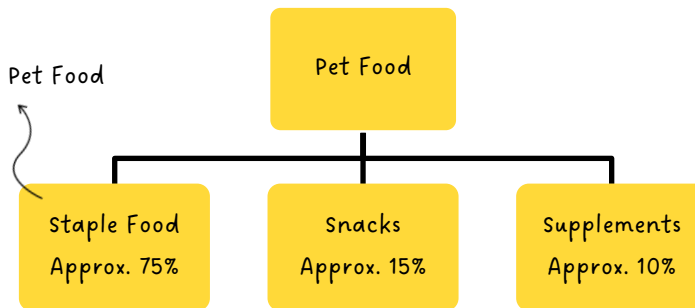 Pet Food
Pet Food
Staple Food
Approx. 75%
Snacks
Approx. 15%
Supplements
Approx. 10%